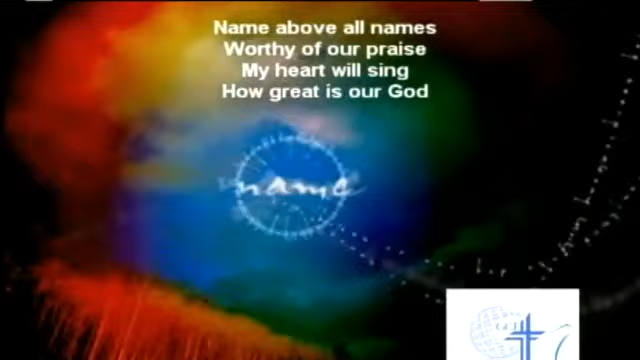 Name above all names
Worthy of our praise
My heart will sing
How great is our God
name